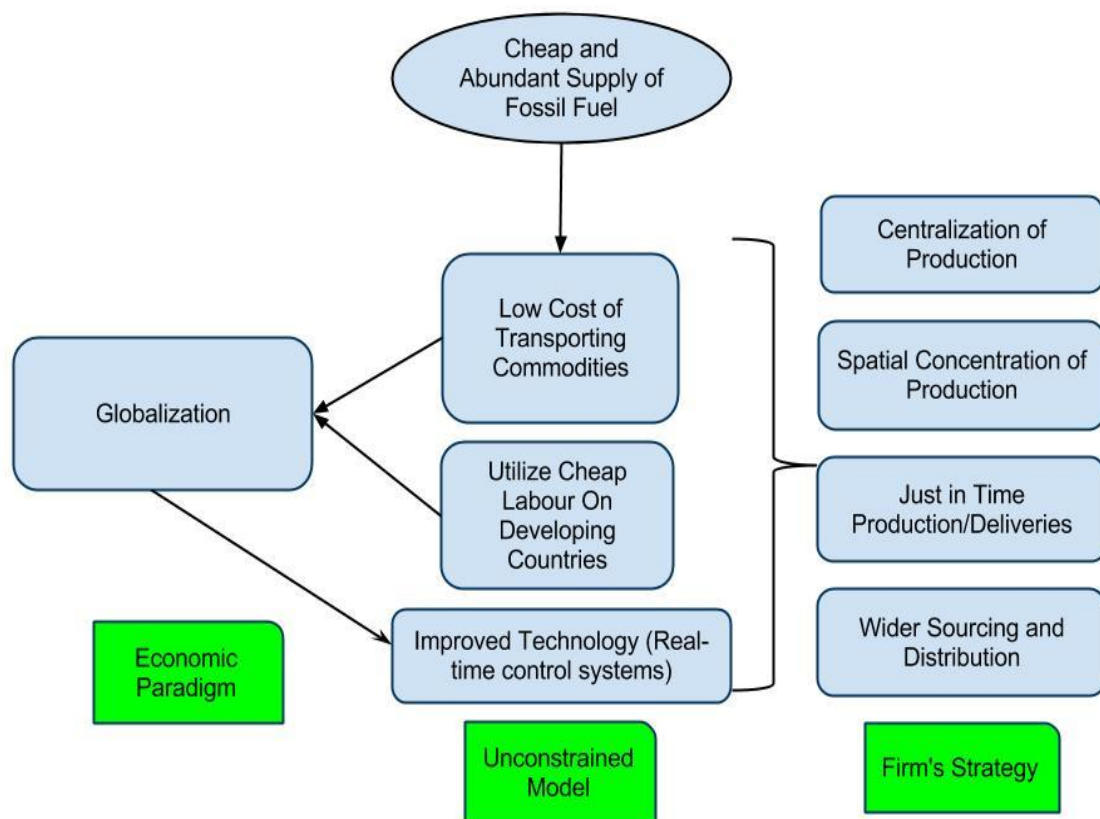 Cheap and
Abundant Supply of
Fossil Fuel
Low Cost of
Transporting
Commodities
Globalization
Utilize Cheap
Labour On
Developing
Countries
Improved Technology (Real-
time control systems)
Centralization of
Production
Spatial Concentration of
Production
Just in Time
Production/Deliveries
Wider Sourcing and
Distribution
Economic
Paradigm
Unconstrained
Model
Firm's Strategy